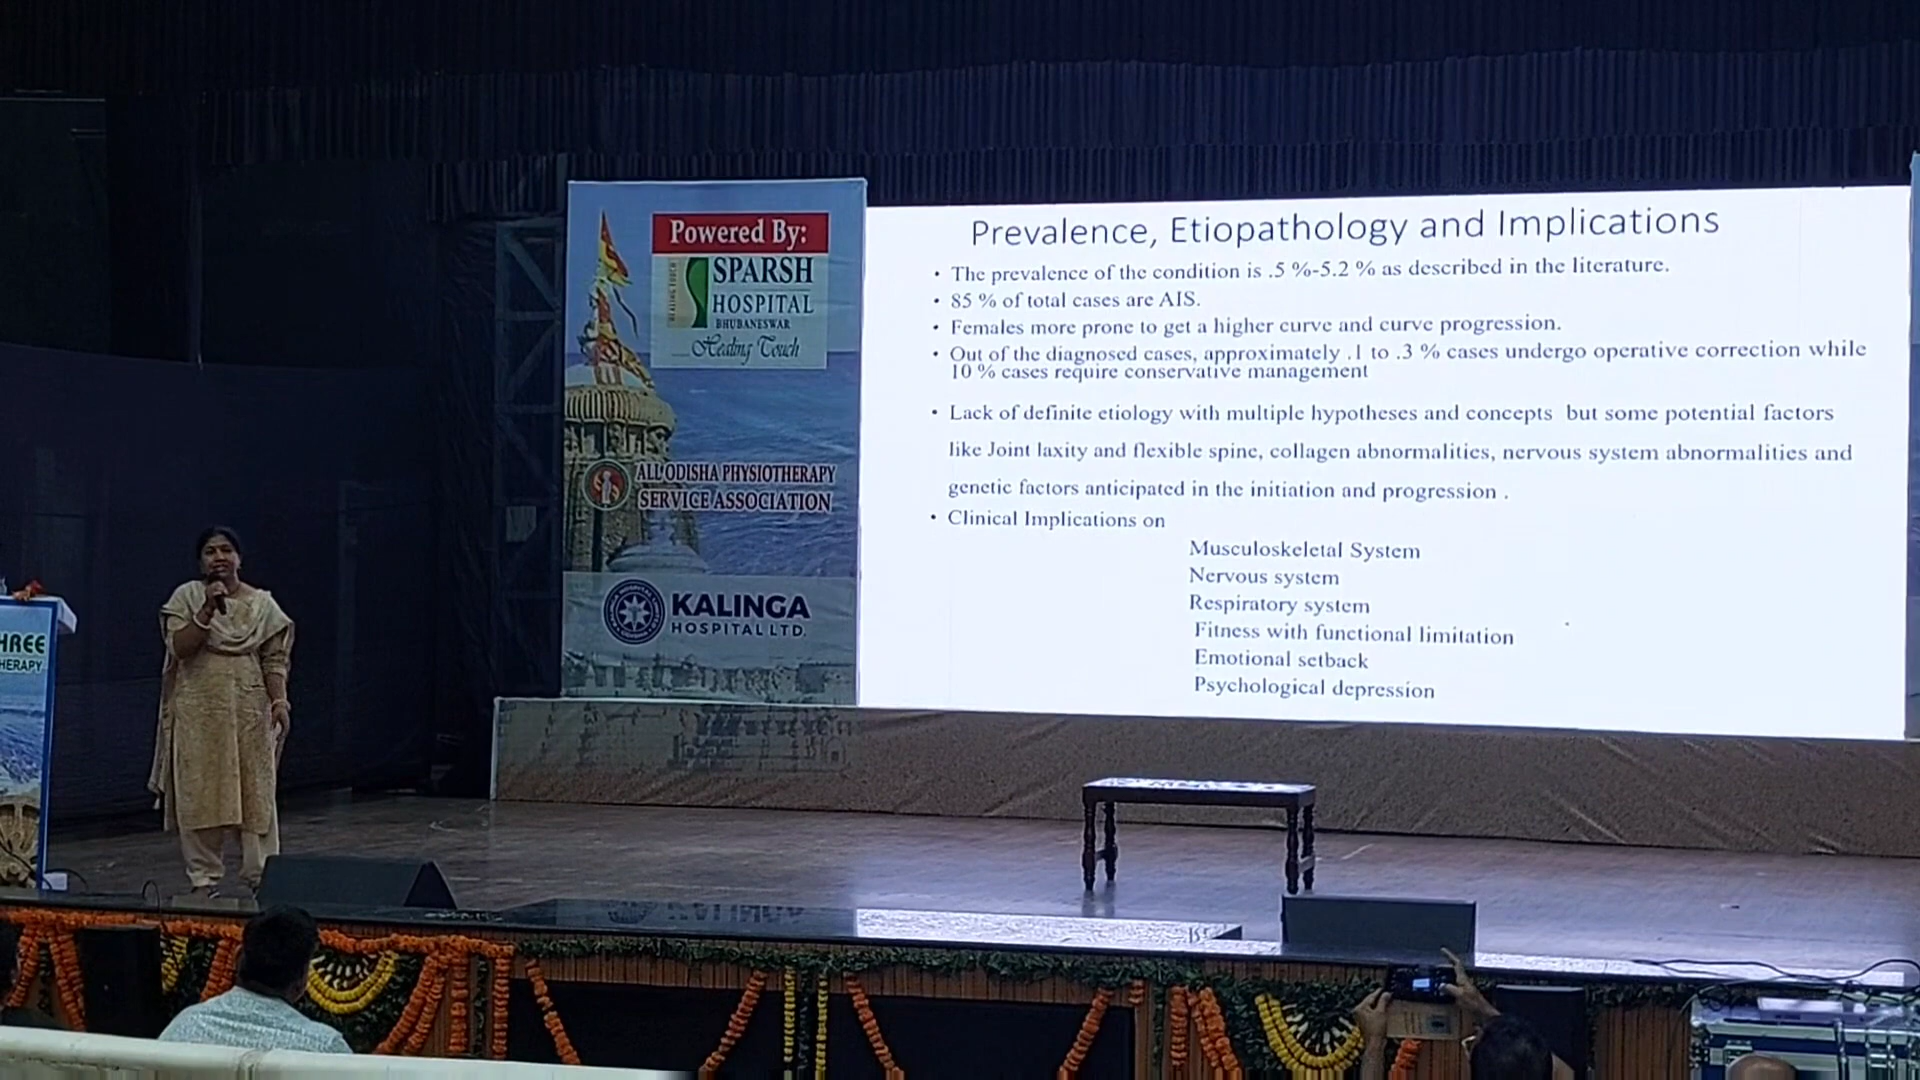 Powered By:
HEALING TOUCH
SPARSH
HOSPITAL
BHUBANESWAR
Healing Touch
ALL ODISHA PHYSIOTHERAPY
SERVICE ASSOCIATION
KALINGA
HOSPITAL LTD.
Prevalence, Etiopathology and Implications
• The prevalence of the condition is .5 %-5.2 % as described in the literature.
• 85 % of total cases are AIS.
• Females more prone to get a higher curve and curve progression.
• Out of the diagnosed cases, approximately .1 to .3 % cases undergo operative correction while
10 % cases require conservative management
• Lack of definite etiology with multiple hypotheses and concepts but some potential factors
like Joint laxity and flexible spine, collagen abnormalities, nervous system abnormalities and
genetic factors anticipated in the initiation and progression .
• Clinical Implications on
Musculoskeletal System
Nervous system
Respiratory system
Fitness with functional limitation
Emotional setback
Psychological depression
HREE
HERAPY